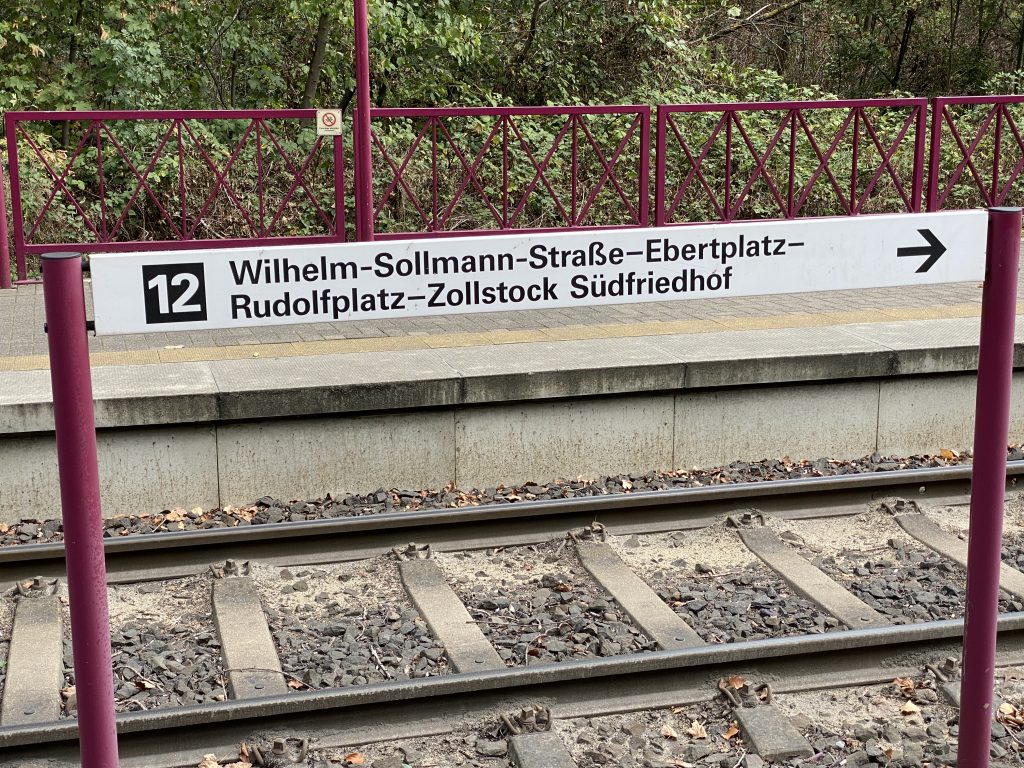 12
Wilhelm-Sollmann-Straße–Ebertplatz–
Rudolfplatz–Zollstock Südfriedhof